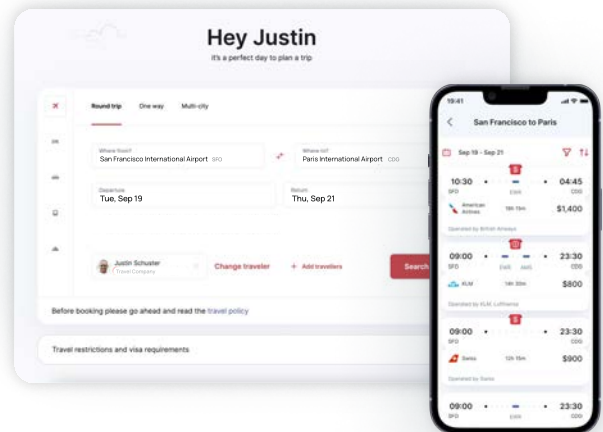 Hey Justin
It's a perfect day to plan a trip
Round trip One way Multi-city
Where from?
San Francisco International Airport SFO
Where to?
Paris International Airport CDG
Departure
Tue, Sep 19
Return
Thu, Sep 21
Justin Schuster
Travel Company
Change traveler
+ Add travellers
Search
Before booking please go ahead and read the travel policy
Travel restrictions and visa requirements
19:41
San Francisco to Paris
Sep 19 - Sep 21
10:30 04:45
SFO EWR CDG
American Airlines 18h 15m $1,400
Operated by British Airways
09:00 23:30
SFO EWR AMS CDG
KLM 14h 30m $800
Operated by KLM, Lufthansa
09:00 23:30
SFO CDG
Swiss 12h 15m $900
Operated by Swiss
09:00 23:30
SFO EWR CDG